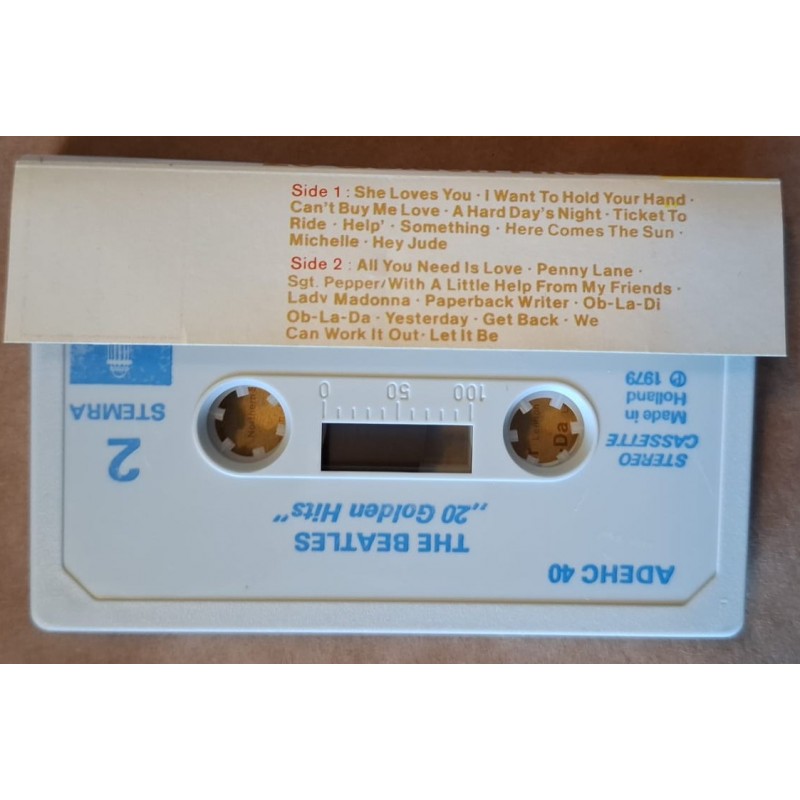 Side 1 : She Loves You · I Want To Hold Your Hand ·
Can't Buy Me Love · A Hard Day's Night · Ticket To
Ride · Help' · Something · Here Comes The Sun ·
Michelle · Hey Jude
Side 2 : All You Need Is Love · Penny Lane ·
Sgt. Pepper/With A Little Help From My Friends ·
Lady Madonna · Paperback Writer · Ob-La-Di
Ob-La-Da · Yesterday · Get Back · We
Can Work It Out · Let It Be
ADEHC 40
THE BEATLES
„20 Golden Hits"
2
STEMRA
STEREO
CASSETTE
Made in
Holland
℗ 1979
100 50 0
Da